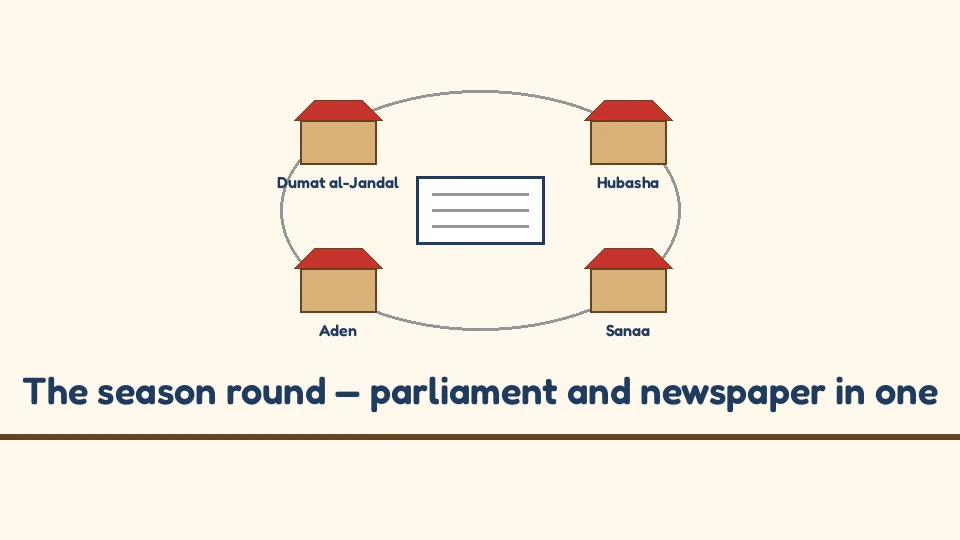 Dumat al-Jandal
Hubasha
Aden
Sanaa
The season round — parliament and newspaper in one